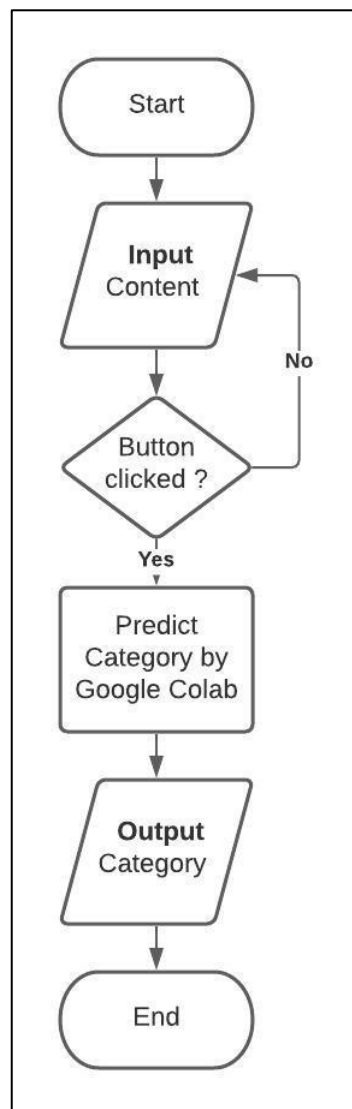 Start
Input
Content
No
Button
clicked ?
Yes
Predict
Category by
Google Colab
Output
Category
End